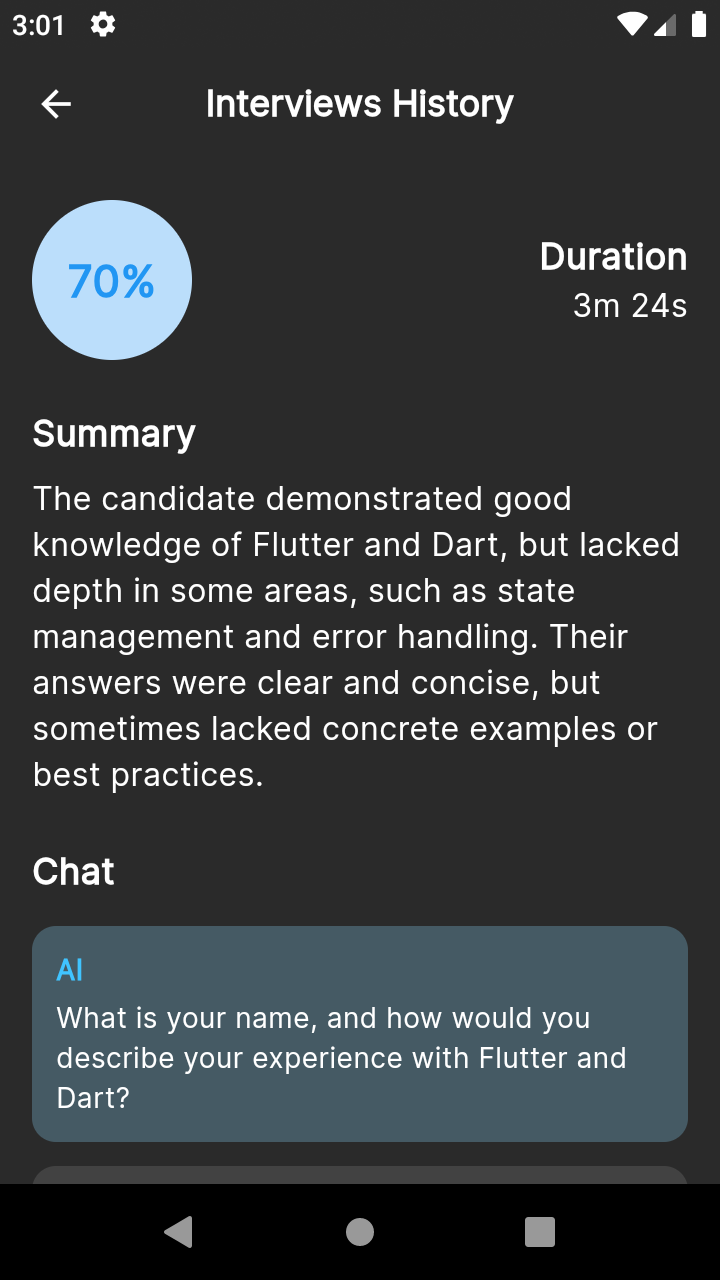 3:01
Interviews History
70%
Duration
3m 24s
Summary
The candidate demonstrated good
knowledge of Flutter and Dart, but lacked
depth in some areas, such as state
management and error handling. Their
answers were clear and concise, but
sometimes lacked concrete examples or
best practices.
Chat
AI
What is your name, and how would you
describe your experience with Flutter and
Dart?